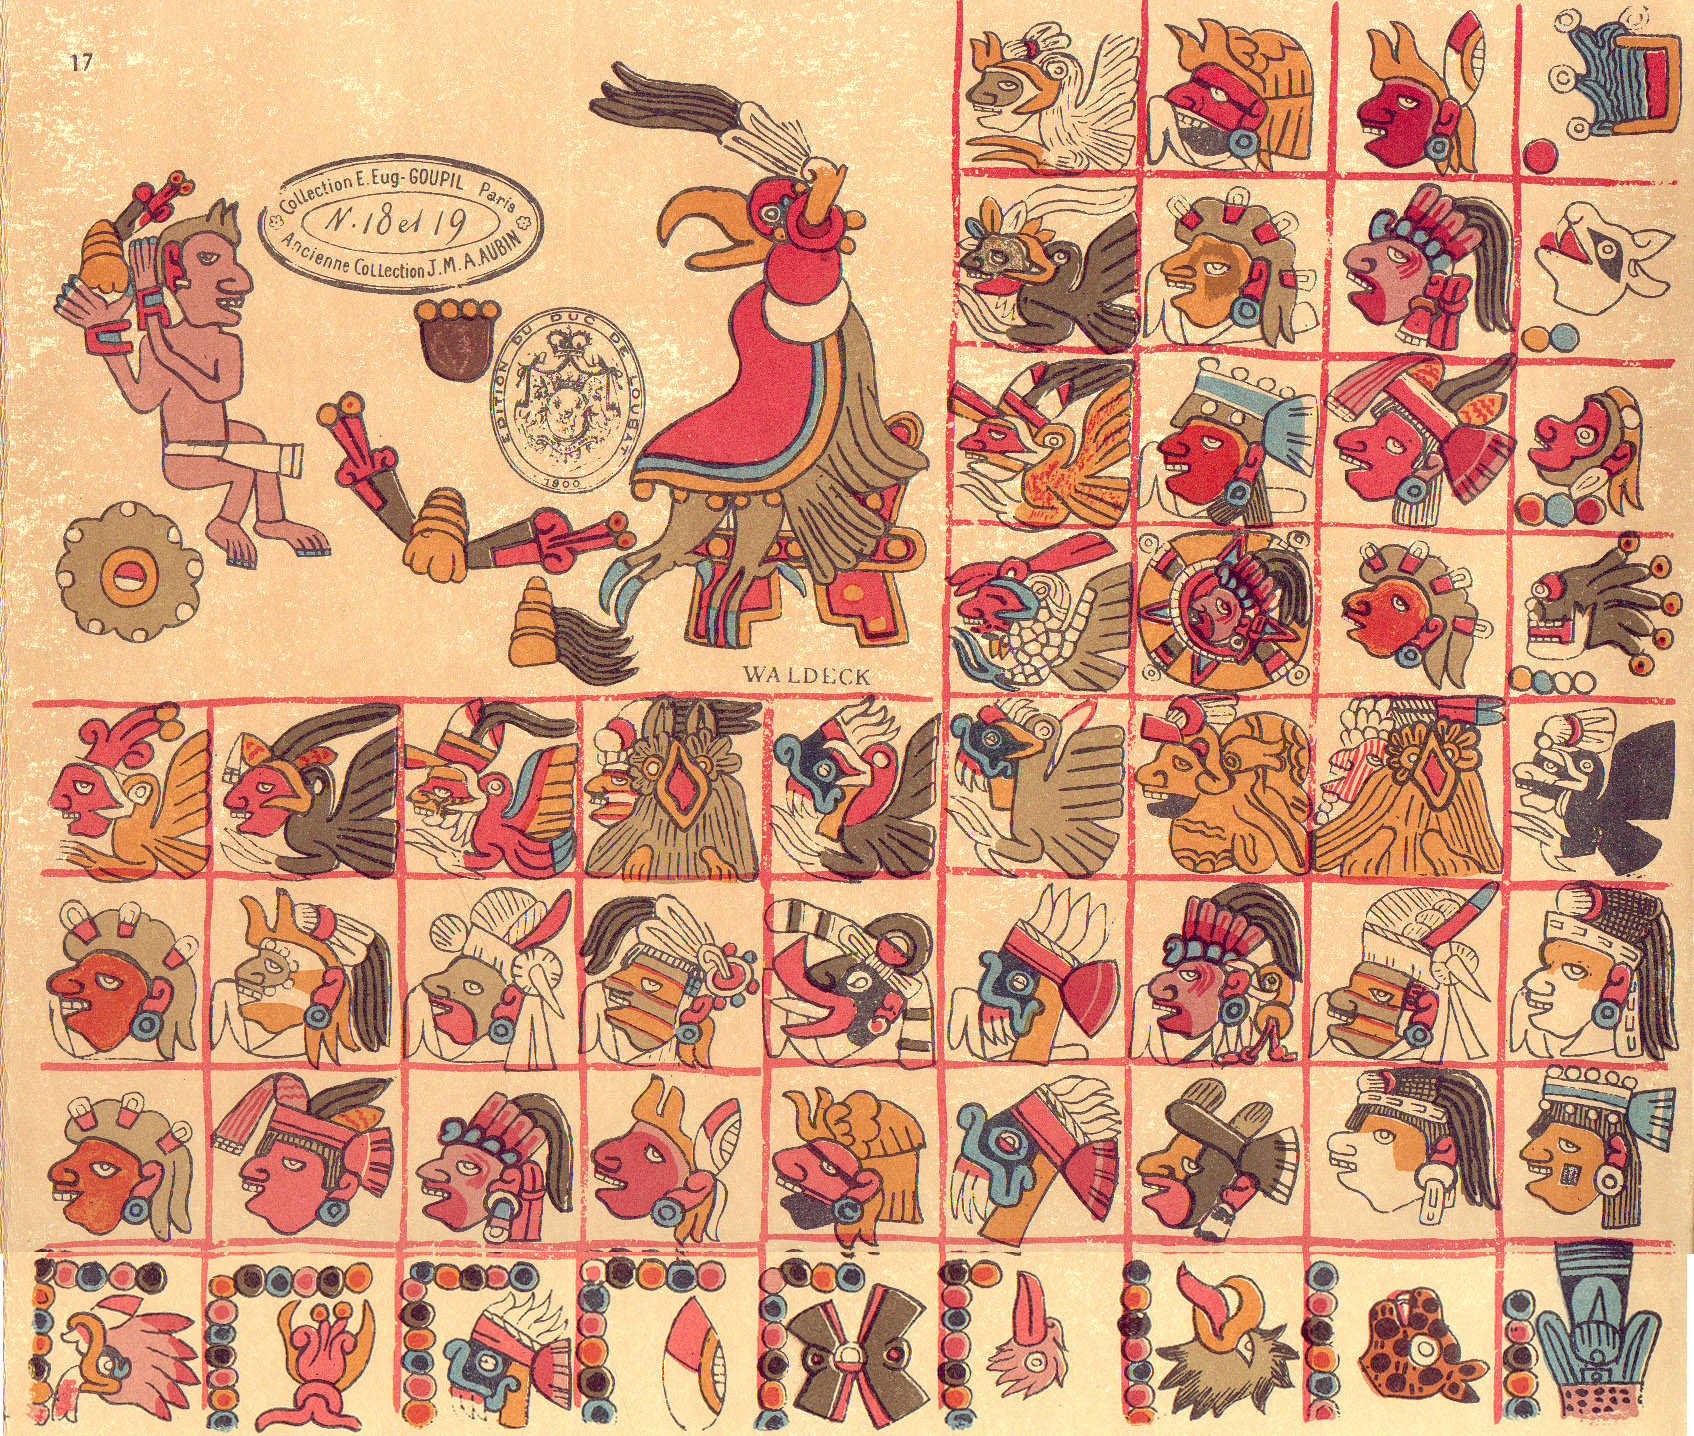 17
Collection E. Eug-GOUPIL Paris
N. 18 et 19
Ancienne Collection J. M. A. AUBIN
EDITION DU DUC DE LOUBAT
1900
WALDECK